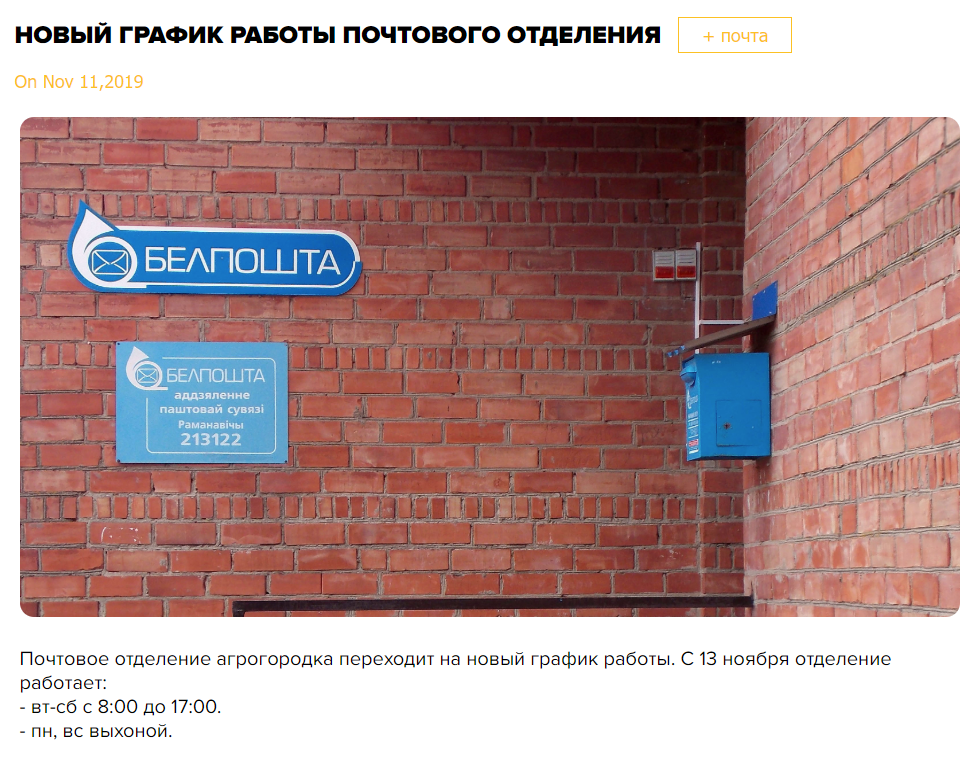 НОВЫЙ ГРАФИК РАБОТЫ ПОЧТОВОГО ОТДЕЛЕНИЯ
+ почта
On Nov 11,2019
БЕЛПОШТА
БЕЛПОШТА
аддзяленне
паштовай сувязі
Раманавічы
213122
Почтовое отделение агрогородка переходит на новый график работы. С 13 ноября отделение
работает:
- вт-сб с 8:00 до 17:00.
- пн, вс выхоной.